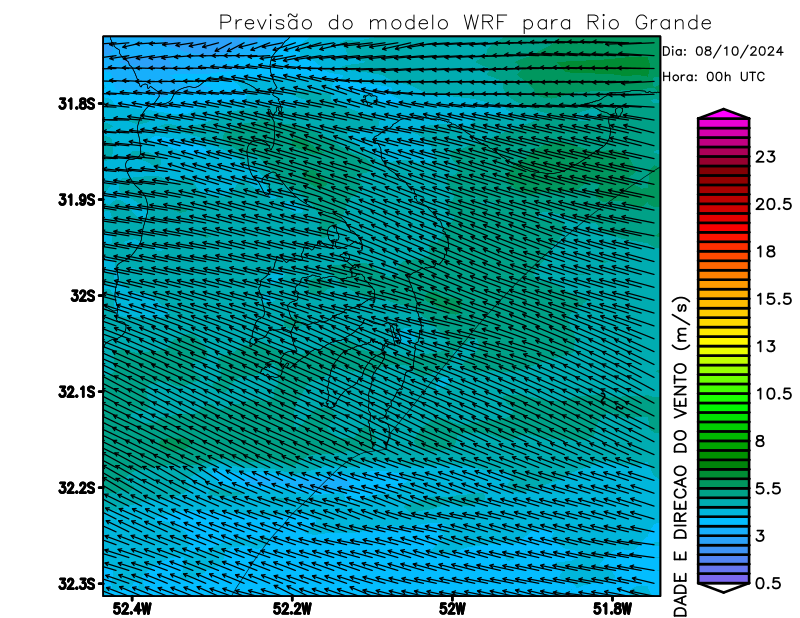 Previsão do modelo WRF para Rio Grande
Dia: 08/10/2024
Hora: 00h UTC
31.8S
31.9S
32S
32.1S
32.2S
32.3S
52.4W
52.2W
52W
51.8W
DADE E DIRECAO DO VENTO (m/s)
23
20.5
18
15.5
13
10.5
8
5.5
3
0.5